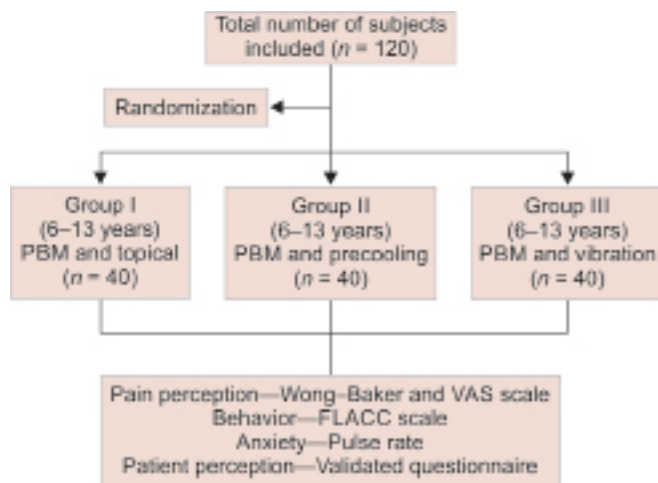 Total number of subjects
included (n = 120)
Randomization
Group I
(6–13 years)
PBM and topical
(n = 40)
Group II
(6–13 years)
PBM and precooling
(n = 40)
Group III
(6–13 years)
PBM and vibration
(n = 40)
Pain perception—Wong–Baker and VAS scale
Behavior—FLACC scale
Anxiety—Pulse rate
Patient perception—Validated questionnaire